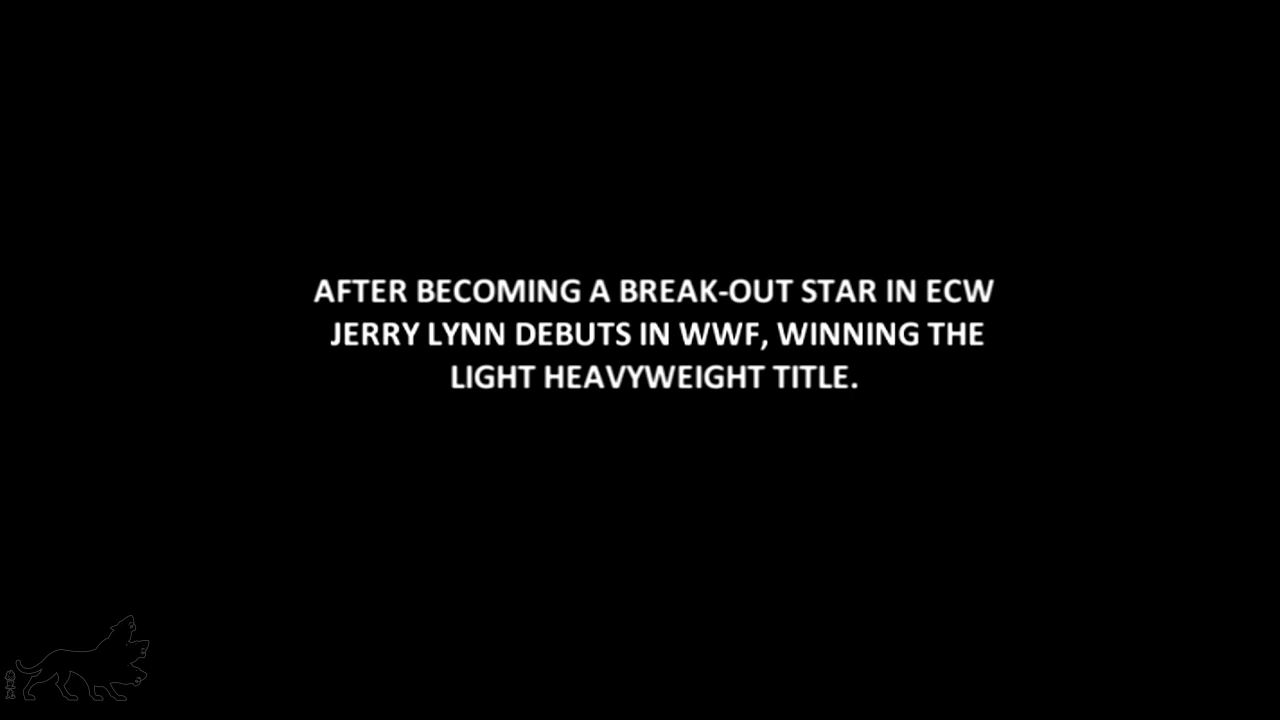 AFTER BECOMING A BREAK-OUT STAR IN ECW
JERRY LYNN DEBUTS IN WWF, WINNING THE
LIGHT HEAVYWEIGHT TITLE.